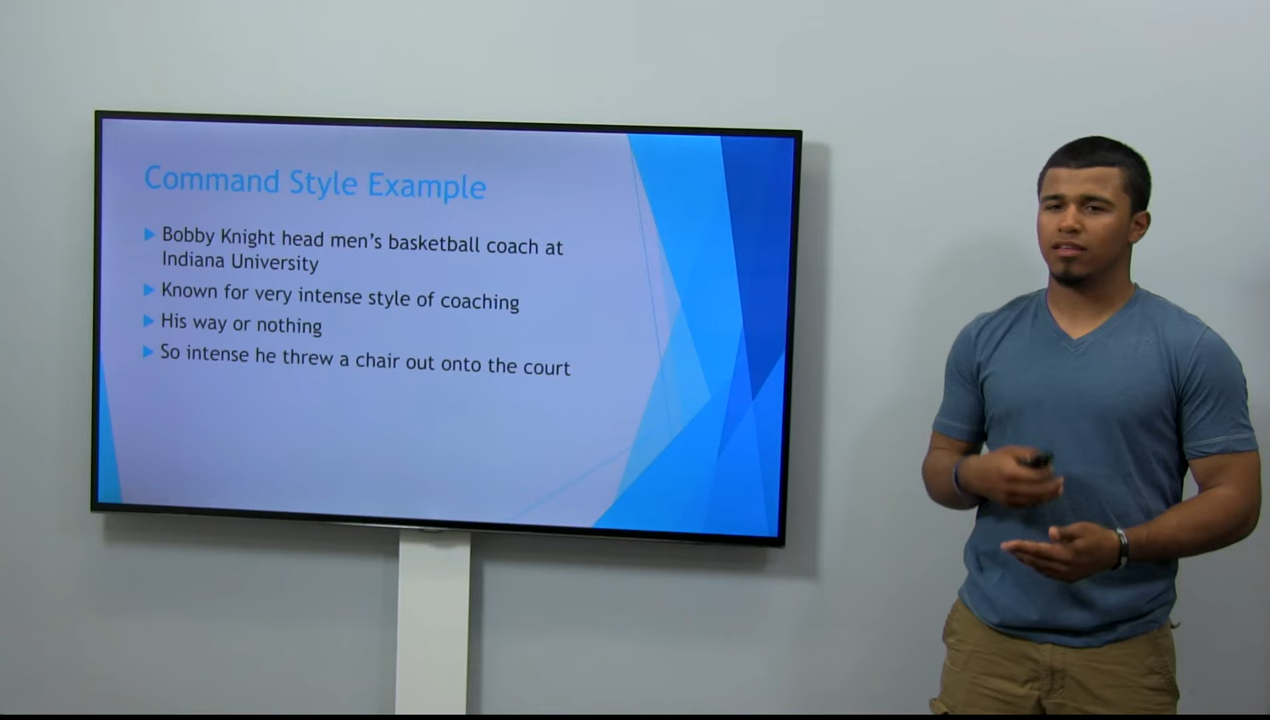 Command Style Example
Bobby Knight head men's basketball coach at
Indiana University
Known for very intense style of coaching
His way or nothing
So intense he threw a chair out onto the court